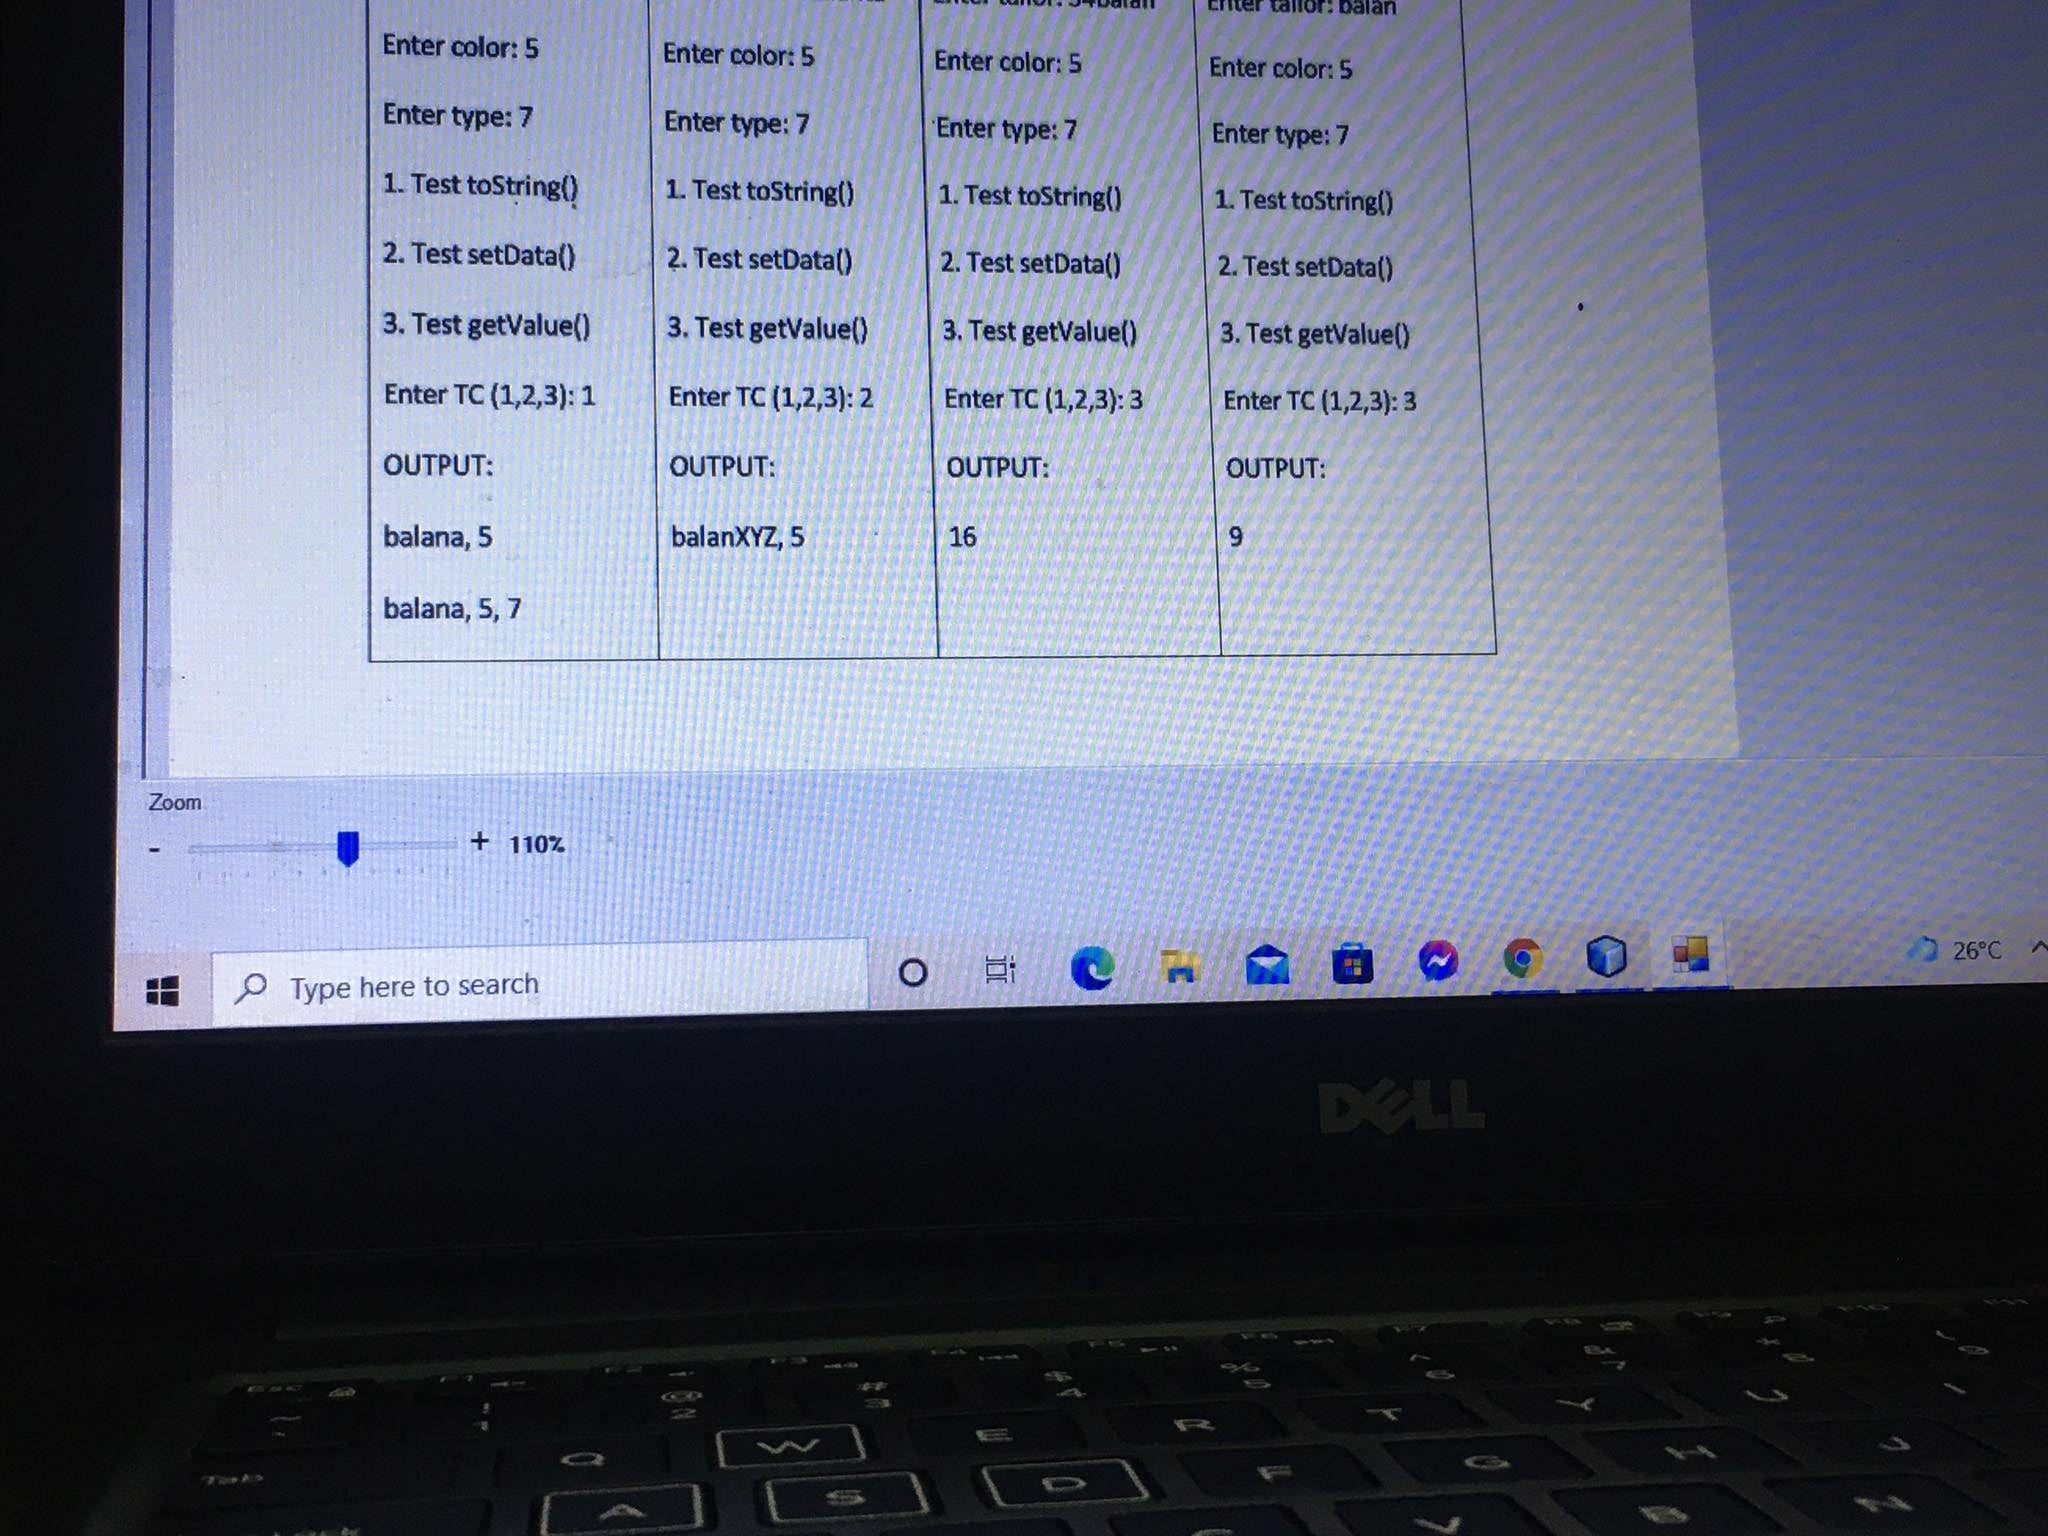 Enter tailor: balan
Enter color: 5
Enter type: 7
1. Test toString()
2. Test setData()
3. Test getValue()
Enter TC (1,2,3): 1
OUTPUT:
balana, 5
balana, 5, 7
Enter color: 5
Enter type: 7
1. Test toString()
2. Test setData()
3. Test getValue()
Enter TC (1,2,3): 2
OUTPUT:
balanXYZ, 5
Enter color: 5
Enter type: 7
1. Test toString()
2. Test setData()
3. Test getValue()
Enter TC (1,2,3): 3
OUTPUT:
16
Enter color: 5
Enter type: 7
1. Test toString()
2. Test setData()
3. Test getValue()
Enter TC (1,2,3): 3
OUTPUT:
9
Zoom
- + 110%
Type here to search
26°C
DELL
Esc F1 F2 F3 F4 F5 F6 F7 F8 F9 F10 F11
~ ! 1 @ 2 # 3 $ 4 % 5 ^ 6 & 7 * 8 ( 9
Tab Q W E R T Y U I
Lock A S D F G H J
C V B N